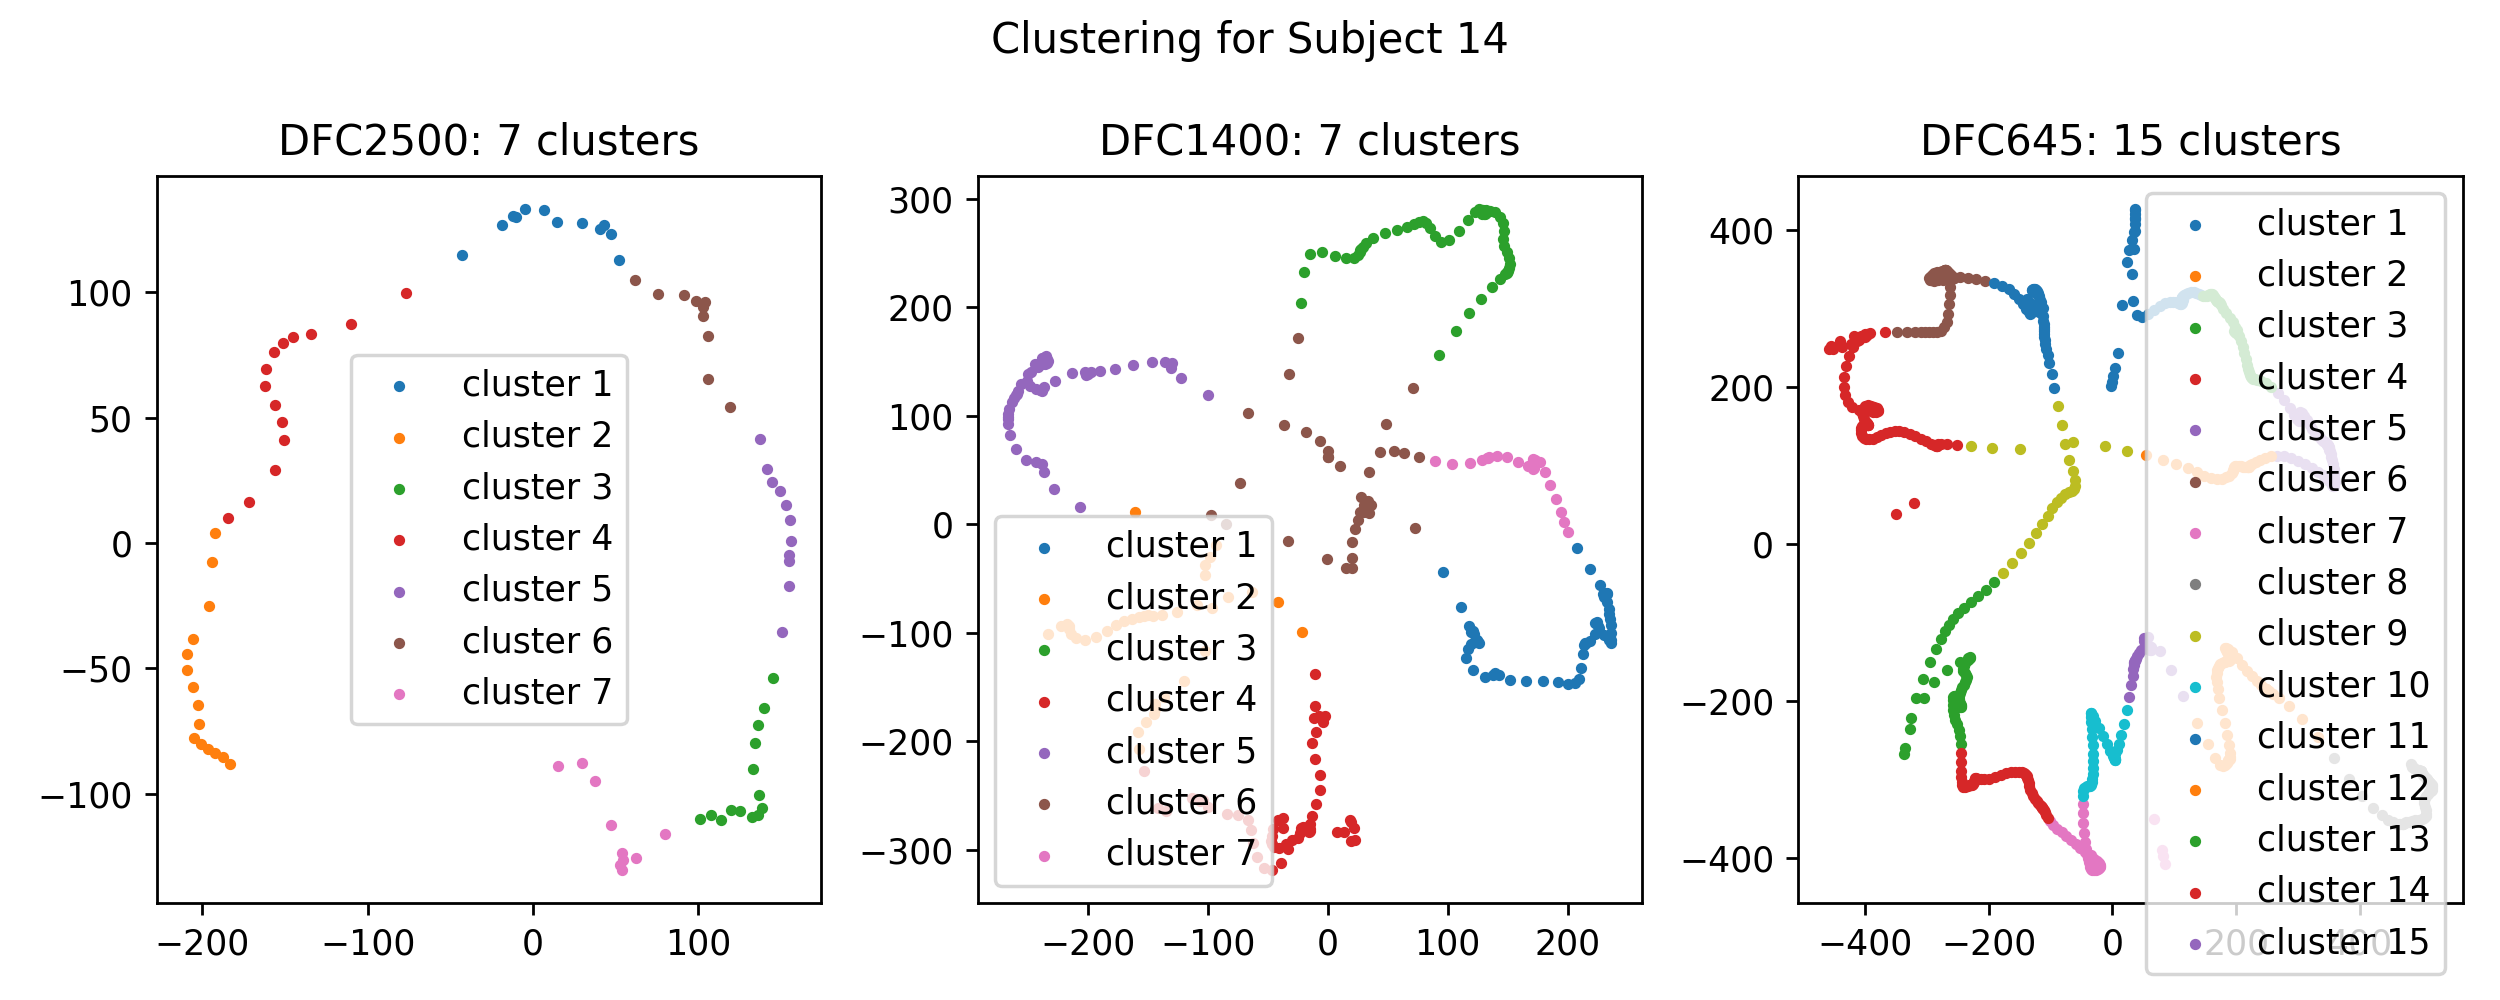 Clustering for Subject 14
DFC2500: 7 clusters
100
50
0
−50
−100
−200
−100
0
100
cluster 1
cluster 2
cluster 3
cluster 4
cluster 5
cluster 6
cluster 7
DFC1400: 7 clusters
300
200
100
0
−100
−200
−300
−200
−100
0
100
200
cluster 1
cluster 2
cluster 3
cluster 4
cluster 5
cluster 6
cluster 7
DFC645: 15 clusters
400
200
0
−200
−400
−400
−200
0
200
400
cluster 1
cluster 2
cluster 3
cluster 4
cluster 5
cluster 6
cluster 7
cluster 8
cluster 9
cluster 10
cluster 11
cluster 12
cluster 13
cluster 14
cluster 15